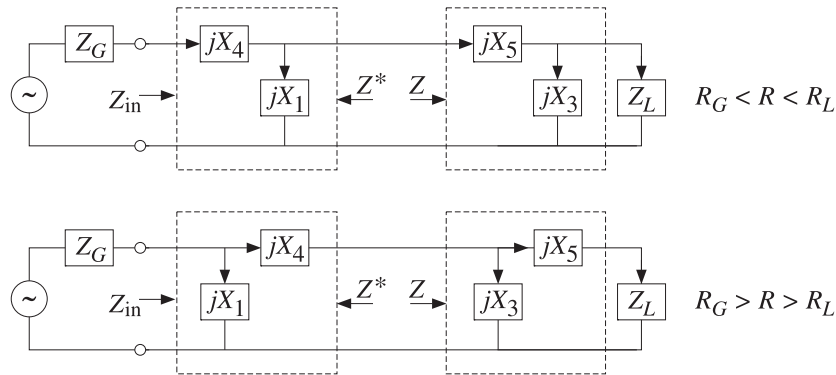 Z_G
jX_4
jX_5
~
Z_in
jX_1
Z*
Z
jX_3
Z_L
R_G < R < R_L
Z_G
jX_4
jX_5
~
Z_in
jX_1
Z*
Z
jX_3
Z_L
R_G > R > R_L